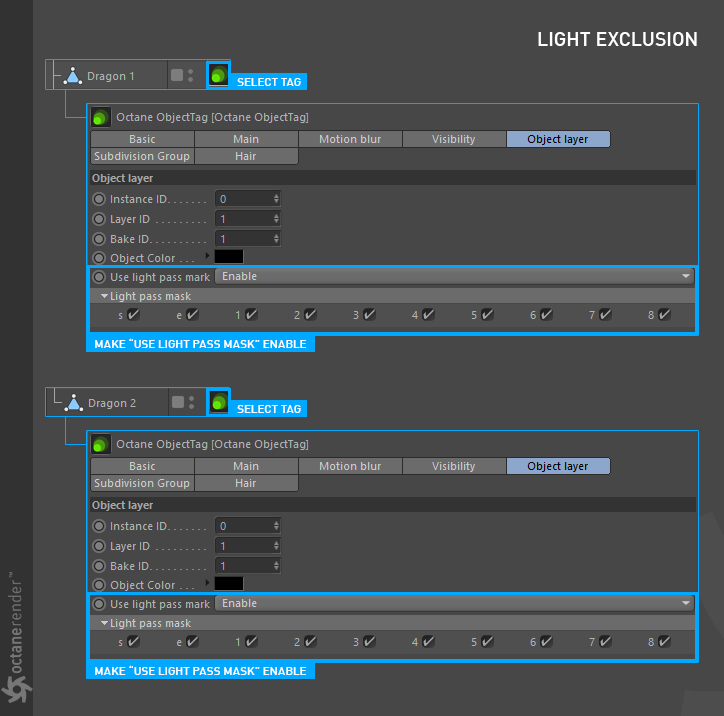 LIGHT EXCLUSION
Dragon 1
SELECT TAG
Octane ObjectTag [Octane ObjectTag]
Basic Main Motion blur Visibility Object layer
Subdivision Group Hair
Object layer
Instance ID. . . . . . . 0
Layer ID . . . . . . . . . 1
Bake ID. . . . . . . . . . 1
Object Color . . .
Use light pass mark Enable
Light pass mask
s e 1 2 3 4 5 6 7 8
MAKE "USE LIGHT PASS MASK" ENABLE
Dragon 2
SELECT TAG
Octane ObjectTag [Octane ObjectTag]
Basic Main Motion blur Visibility Object layer
Subdivision Group Hair
Object layer
Instance ID. . . . . . . 0
Layer ID . . . . . . . . . 1
Bake ID. . . . . . . . . . 1
Object Color . . .
Use light pass mark Enable
Light pass mask
s e 1 2 3 4 5 6 7 8
MAKE "USE LIGHT PASS MASK" ENABLE
octanerender™